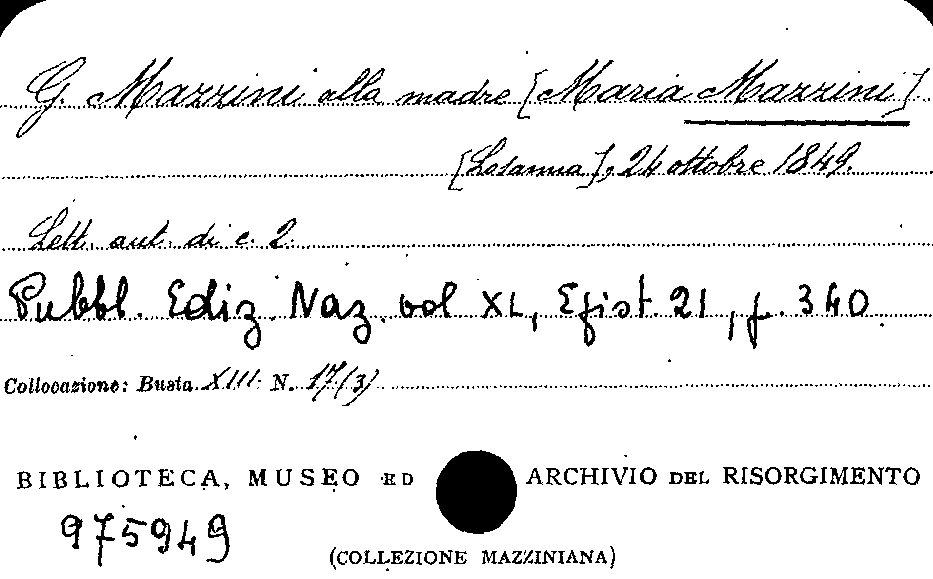 G. Mazzini alla madre [Maria Mazzini]
[Losanna], 24 ottobre 1849.
Lett. aut. di c. 2.
Pubbl. Ediz. Naz. vol XL, Epist. 21, p. 340.
Collocazione: Busta XIII N. 17(3)
BIBLIOTECA, MUSEO ED ARCHIVIO DEL RISORGIMENTO
975949
(COLLEZIONE MAZZINIANA)